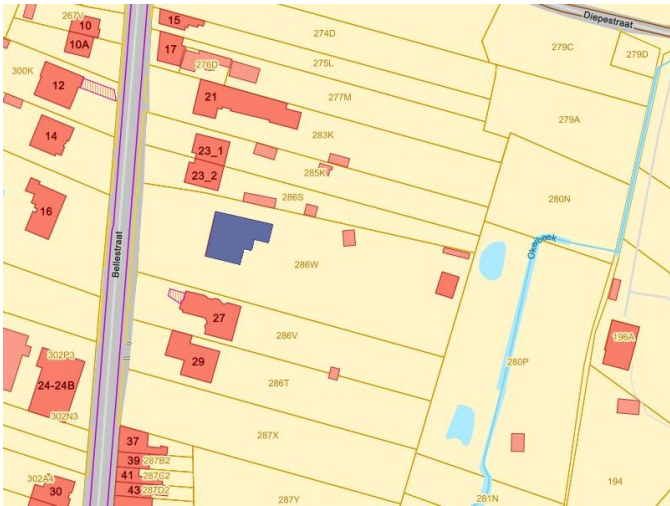 267V
10
10A
15
274D
Diepestraat
17
276D
275L
279C
279D
300K
12
277M
21
279A
283K
14
23_1
23_2
285K
280N
16
286S
Okelbeek
Bellestraat
286W
27
286V
196A
302P3
29
280P
24-24B
286T
302N3
37
287X
39
287B2
41
287C2
302A4
194
30
43
287D2
287Y
281N